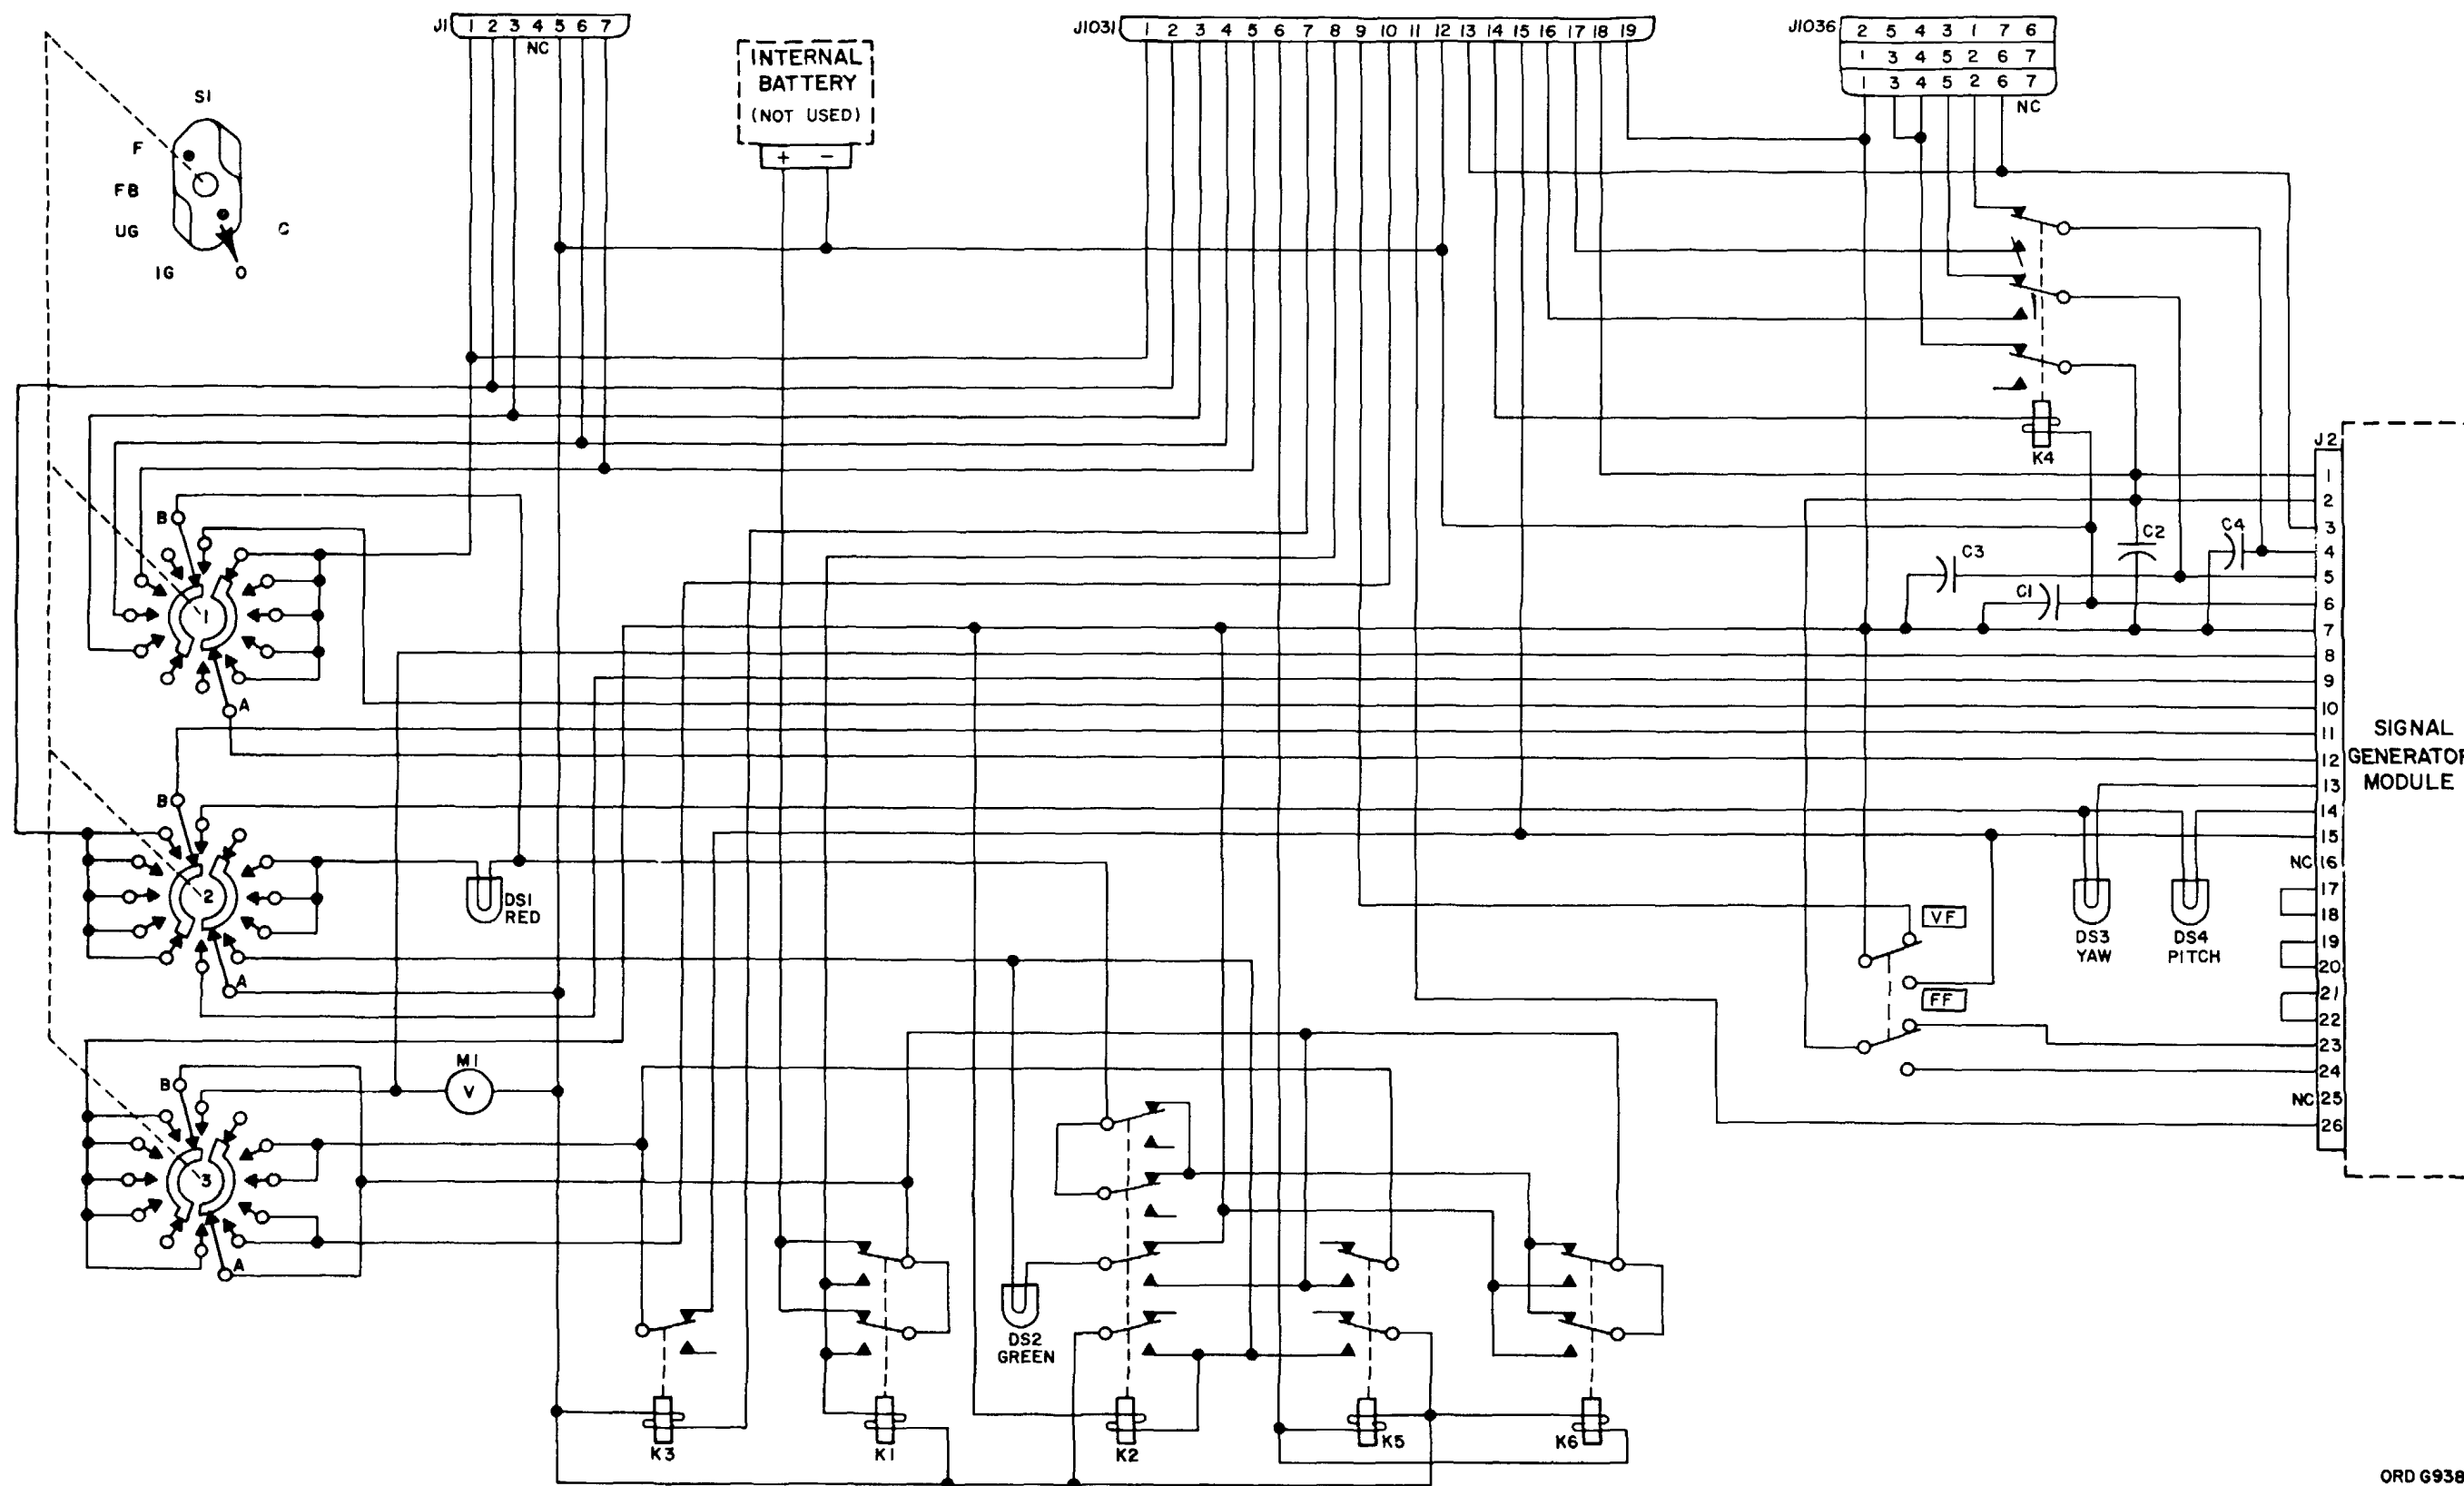 J1 1 2 3 4 5 6 7
NC
INTERNAL
BATTERY
(NOT USED)
+ −
J1031 1 2 3 4 5 6 7 8 9 10 11 12 13 14 15 16 17 18 19
J1036 2 5 4 3 1 7 6
1 3 4 5 2 6 7
1 3 4 5 2 6 7
NC
S1
F
FB
UG
IG
O
C
K4
J2
1
2
3
4
5
6
7
8
9
10
11
12
13
14
15
NC 16
17
18
19
20
21
22
23
24
NC 25
26
SIGNAL
GENERATOR
MODULE
C2
C4
C3
C1
B
1
A
B
2
A
DS1
RED
VF
FF
DS3
YAW
DS4
PITCH
M1
V
B
3
A
DS2
GREEN
K3
K1
K2
K5
K6
ORD G938